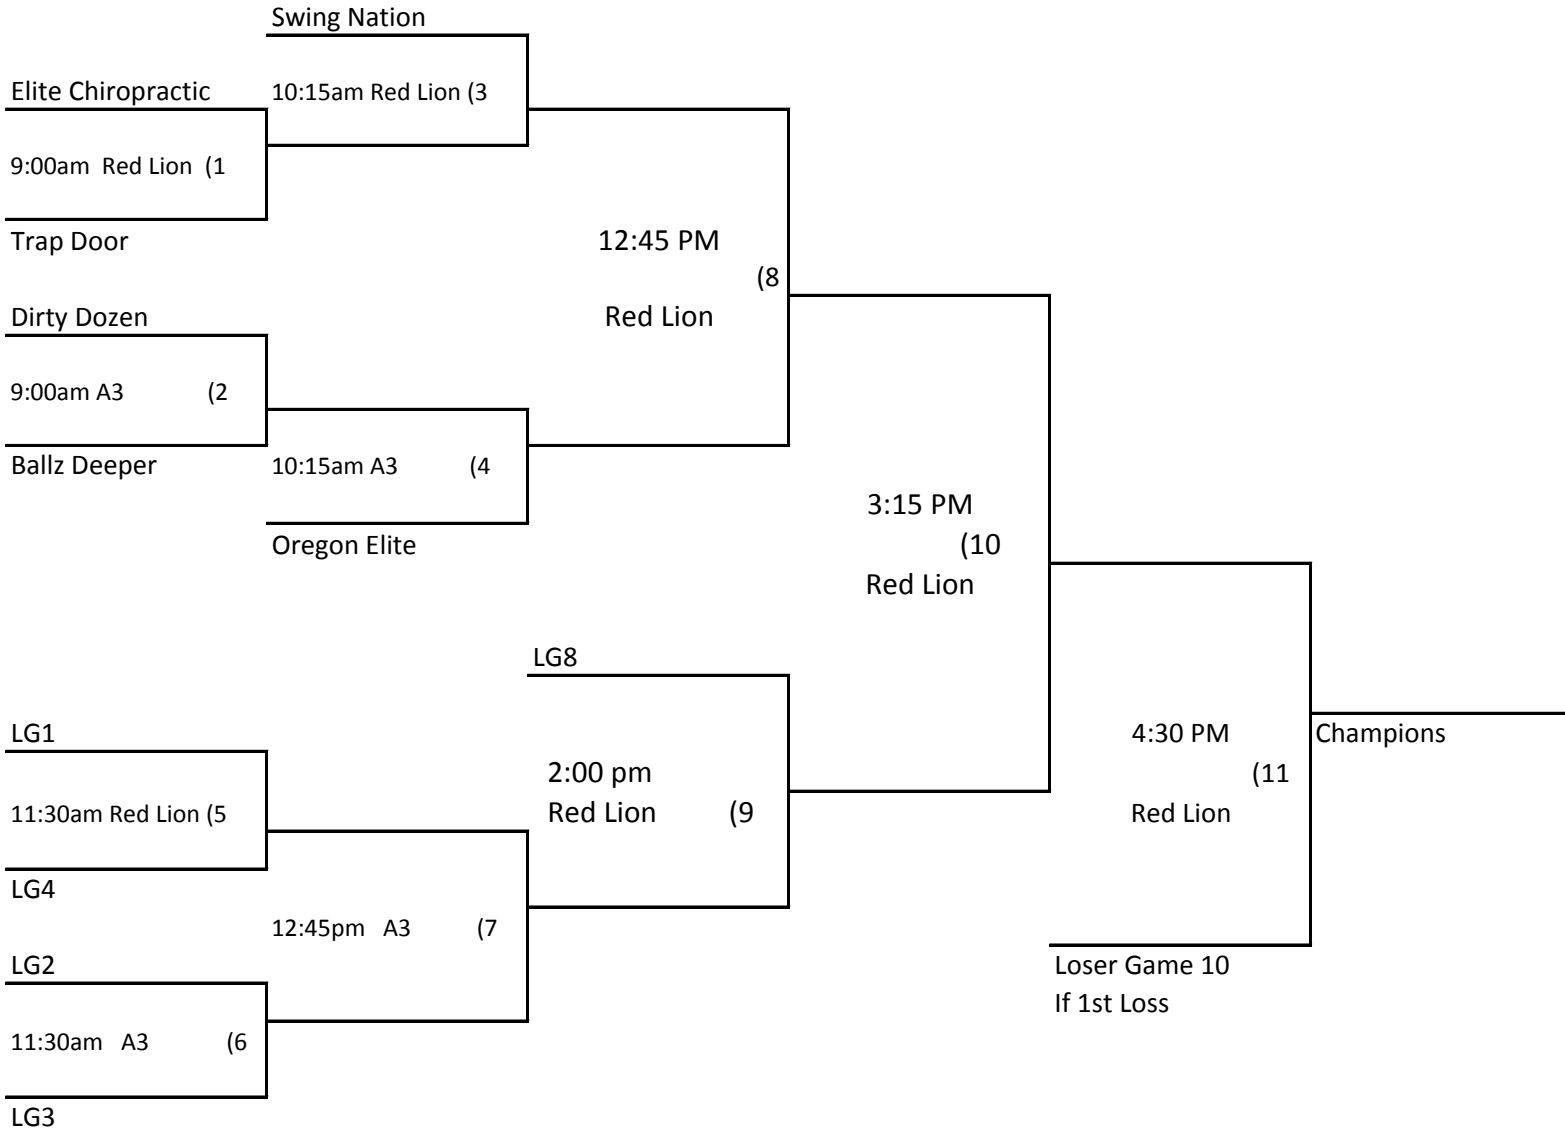 Swing Nation
Elite Chiropractic
10:15am Red Lion (3
9:00am  Red Lion  (1
Trap Door
12:45 PM
(8
Red Lion
Dirty Dozen
9:00am A3 (2
Ballz Deeper
10:15am A3 (4
Oregon Elite
3:15 PM
(10
Red Lion
LG8
LG1
2:00 pm
Red Lion (9
11:30am Red Lion (5
LG4
12:45pm   A3 (7
LG2
11:30am   A3 (6
LG3
4:30 PM
(11
Red Lion
Champions
Loser Game 10
If 1st Loss